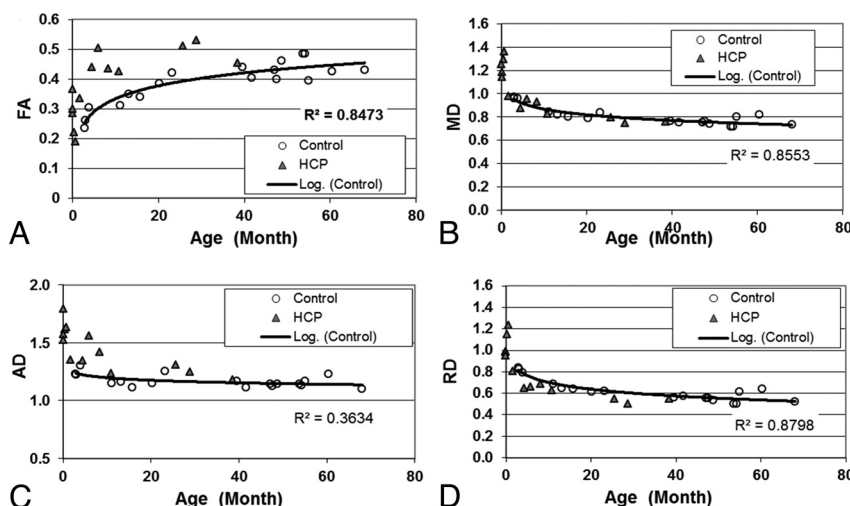 0.6
0.5
0.4
0.3
0.2
0.1
0
FA
R² = 0.8473
Control
HCP
Log. (Control)
0 20 40 60 80
A Age (Month)
1.6
1.4
1.2
1.0
0.8
0.6
0.4
0.2
0.0
MD
Control
HCP
Log. (Control)
R² = 0.8553
0 20 40 60 80
B Age (Month)
2.0
1.5
1.0
0.5
AD
Control
HCP
Log. (Control)
R² = 0.3634
0 20 40 60 80
C Age (Month)
1.6
1.4
1.2
1.0
0.8
0.6
0.4
0.2
0.0
RD
Control
HCP
Log. (Control)
R² = 0.8798
0 20 40 60 80
D Age (Month)